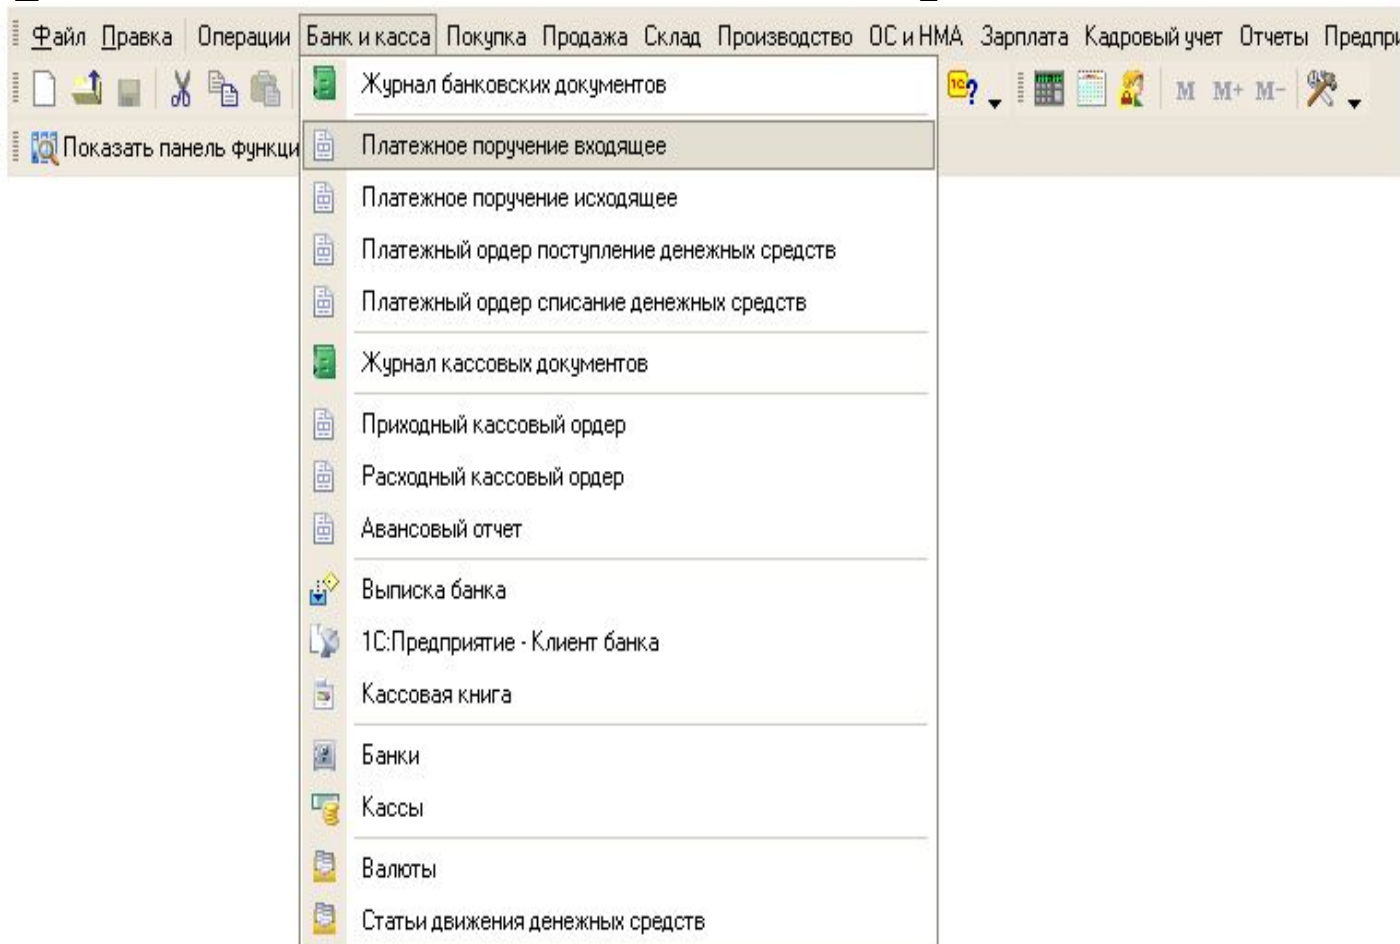 Файл Правка Операции Банк и касса Покупка Продажа Склад Производство ОС и НМА Зарплата Кадровый учет Отчеты Предпри
Журнал банковских документов
1С? M M+ M-
Показать панель функци
Платежное поручение входящее
Платежное поручение исходящее
Платежный ордер поступление денежных средств
Платежный ордер списание денежных средств
Журнал кассовых документов
Приходный кассовый ордер
Расходный кассовый ордер
Авансовый отчет
Выписка банка
1С:Предприятие - Клиент банка
Кассовая книга
Банки
Кассы
Валюты
Статьи движения денежных средств